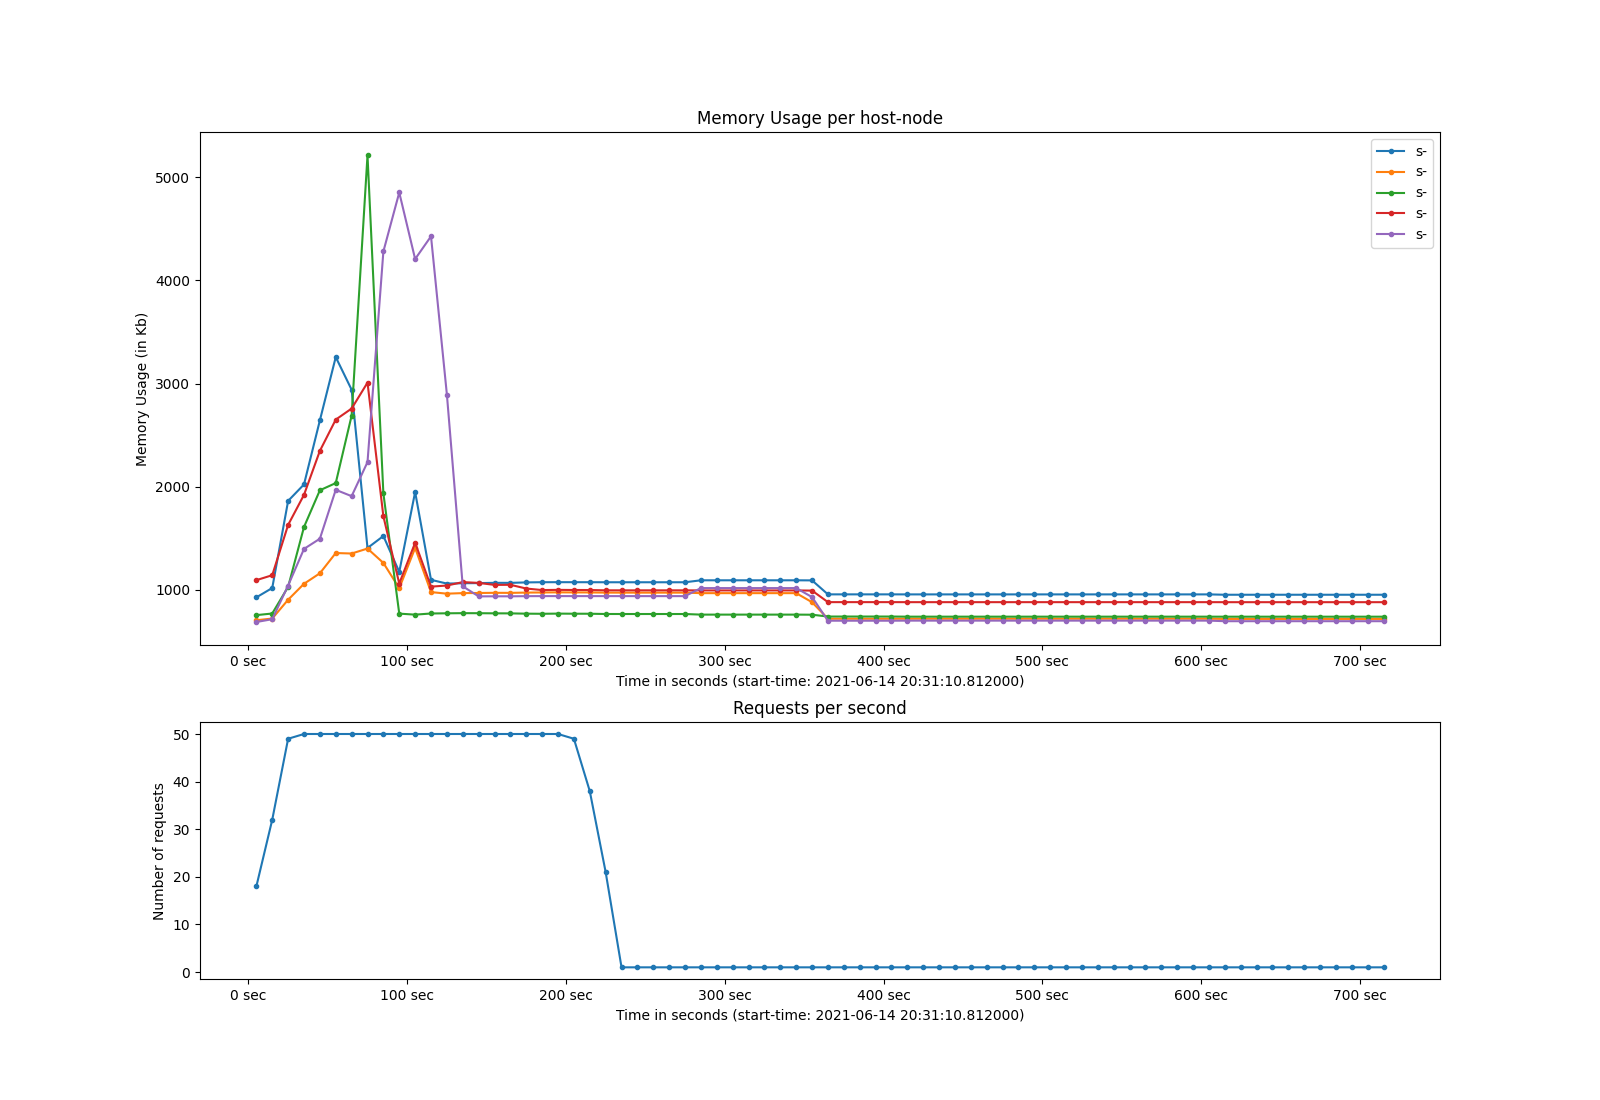 Memory Usage per host-node
Memory Usage (in Kb)
5000
4000
3000
2000
1000
s-
s-
s-
s-
s-
0 sec 100 sec 200 sec 300 sec 400 sec 500 sec 600 sec 700 sec
Time in seconds (start-time: 2021-06-14 20:31:10.812000)
Requests per second
Number of requests
50
40
30
20
10
0
0 sec 100 sec 200 sec 300 sec 400 sec 500 sec 600 sec 700 sec
Time in seconds (start-time: 2021-06-14 20:31:10.812000)